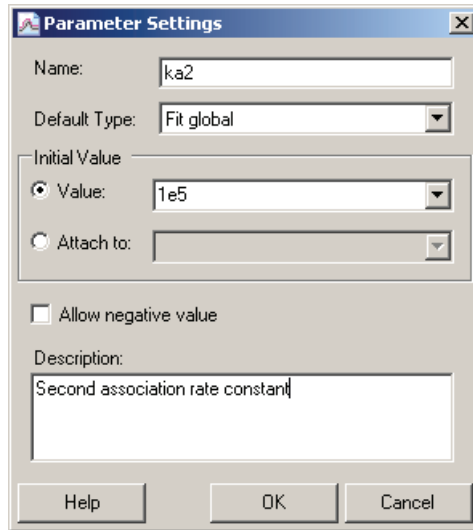 Parameter Settings
Name: ka2
Default Type: Fit global
Initial Value
Value: 1e5
Attach to:
Allow negative value
Description:
Second association rate constant
Help OK Cancel